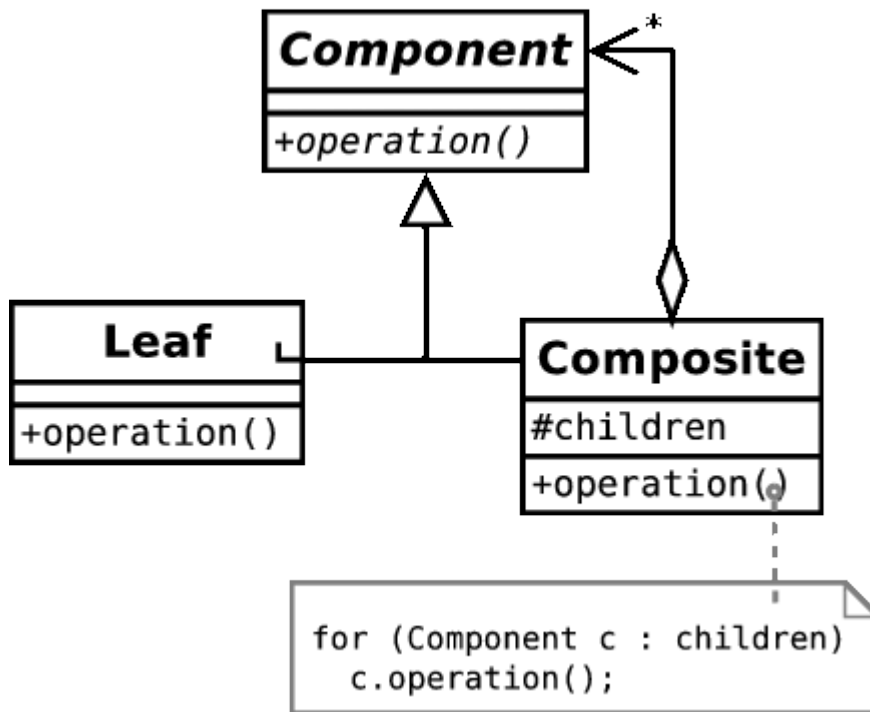 Component
*
+operation()
Leaf
+operation()
Composite
#children
+operation()
for (Component c : children)
  c.operation();